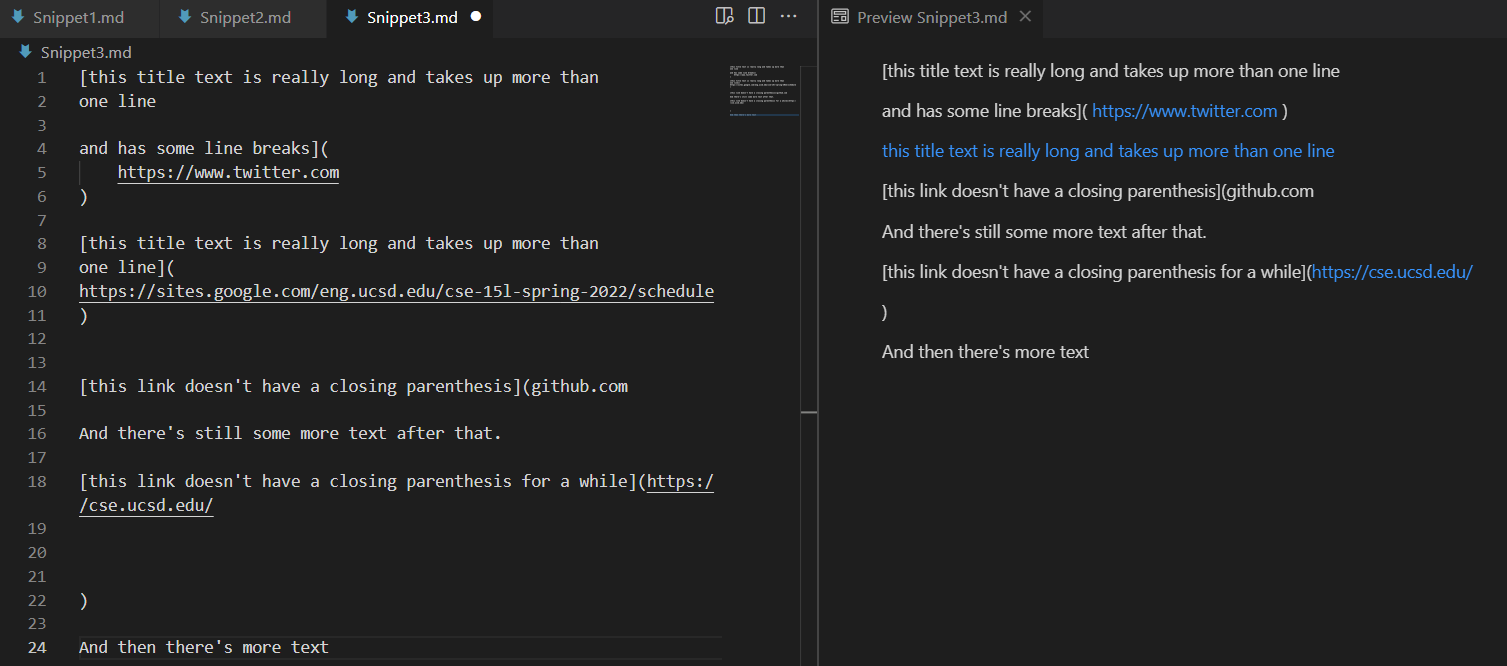 Snippet1.md Snippet2.md Snippet3.md
Snippet3.md
1 [this title text is really long and takes up more than
2 one line
3
4 and has some line breaks](
5 https://www.twitter.com
6 )
7
8 [this title text is really long and takes up more than
9 one line](
10 https://sites.google.com/eng.ucsd.edu/cse-15l-spring-2022/schedule
11 )
12
13
14 [this link doesn't have a closing parenthesis](github.com
15
16 And there's still some more text after that.
17
18 [this link doesn't have a closing parenthesis for a while](https:/
/cse.ucsd.edu/
19
20
21
22 )
23
24 And then there's more text
Preview Snippet3.md
[this title text is really long and takes up more than one line
and has some line breaks]( https://www.twitter.com )
this title text is really long and takes up more than one line
[this link doesn't have a closing parenthesis](github.com
And there's still some more text after that.
[this link doesn't have a closing parenthesis for a while](https://cse.ucsd.edu/
)
And then there's more text